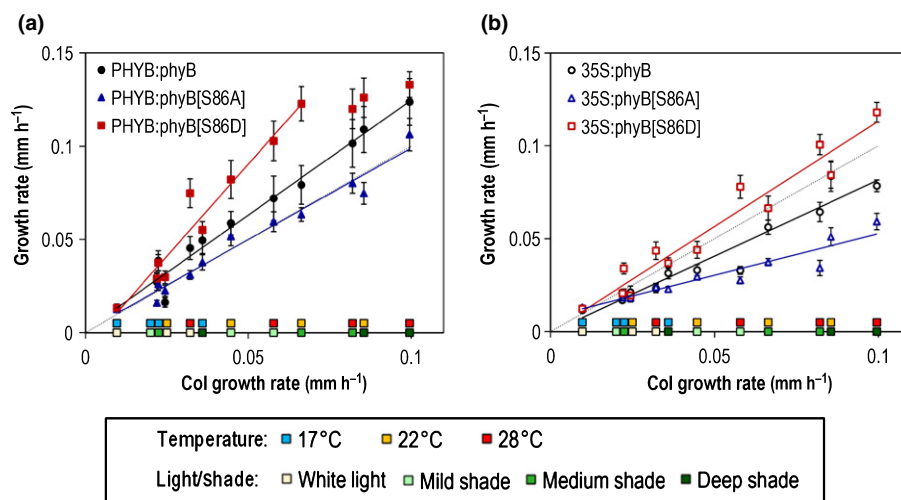 (a)
0.15
0.1
0.05
0
Growth rate (mm h⁻¹)
PHYB:phyB
PHYB:phyB[S86A]
PHYB:phyB[S86D]
0
0.05
0.1
Col growth rate (mm h⁻¹)
(b)
0.15
0.1
0.05
0
Growth rate (mm h⁻¹)
35S:phyB
35S:phyB[S86A]
35S:phyB[S86D]
0
0.05
0.1
Col growth rate (mm h⁻¹)
Temperature: 17°C 22°C 28°C
Light/shade: White light Mild shade Medium shade Deep shade